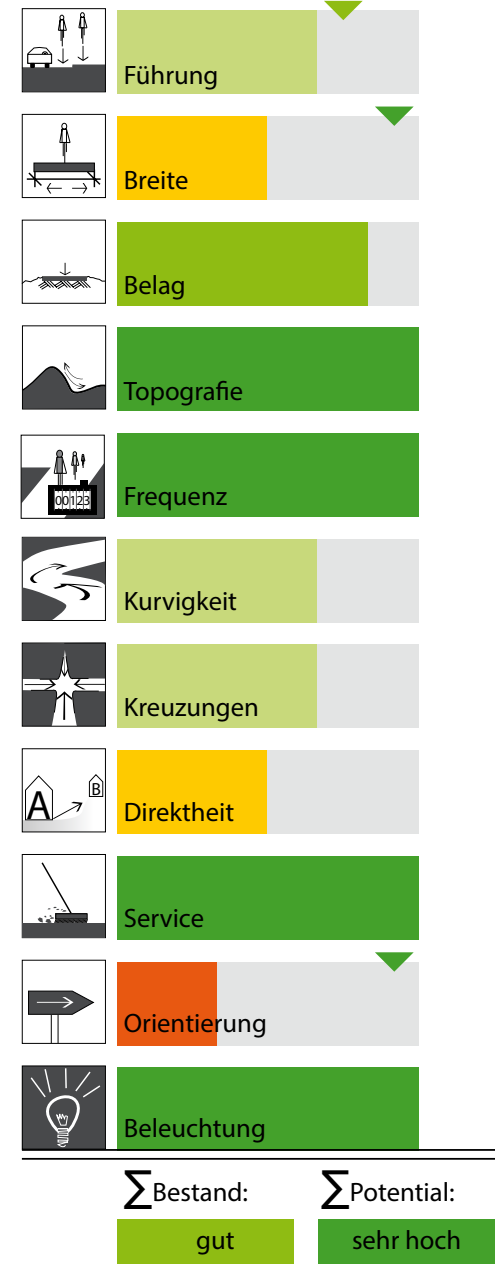 Führung
Breite
Belag
Topografie
00123
Frequenz
Kurvigkeit
Kreuzungen
A B
Direktheit
Service
Orientierung
Beleuchtung
∑Bestand: ∑Potential:
gut sehr hoch